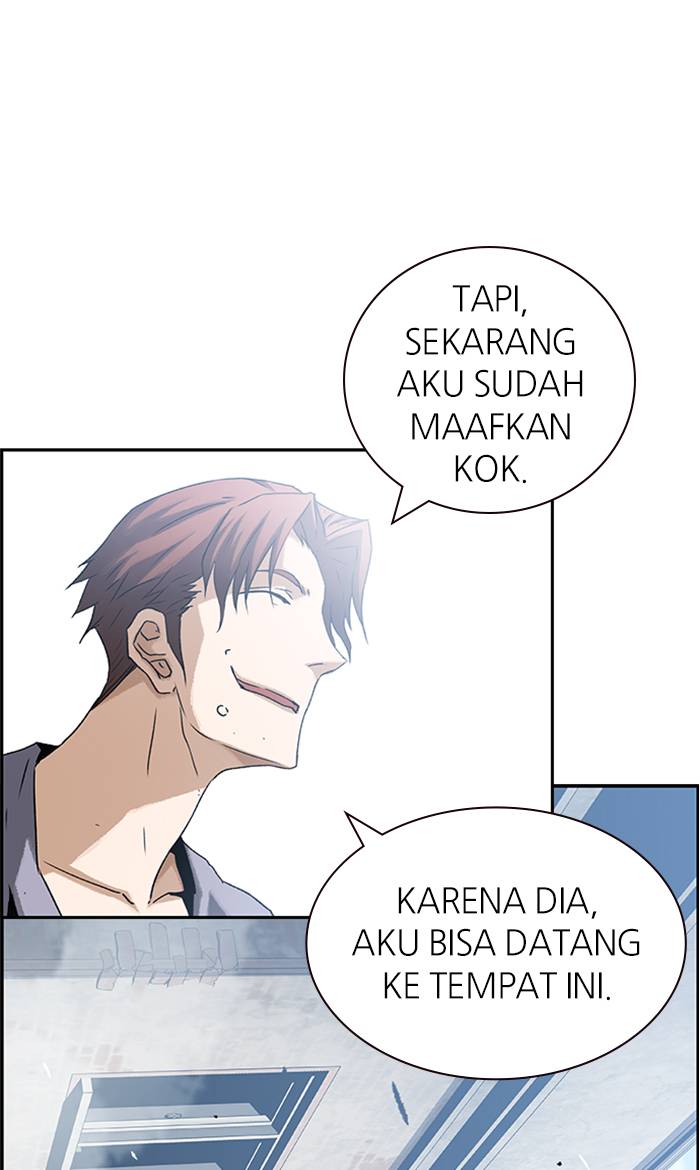 TAPI,
SEKARANG
AKU SUDAH
MAAFKAN
KOK.
KARENA DIA,
AKU BISA DATANG
KE TEMPAT INI.